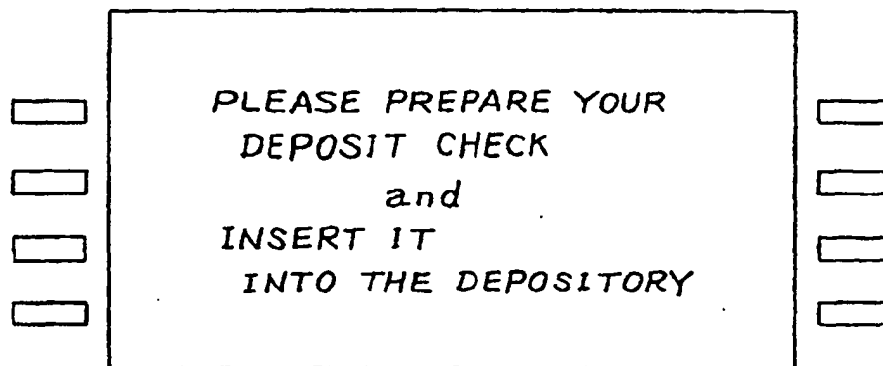 PLEASE PREPARE YOUR
DEPOSIT CHECK
and
INSERT IT
INTO THE DEPOSITORY